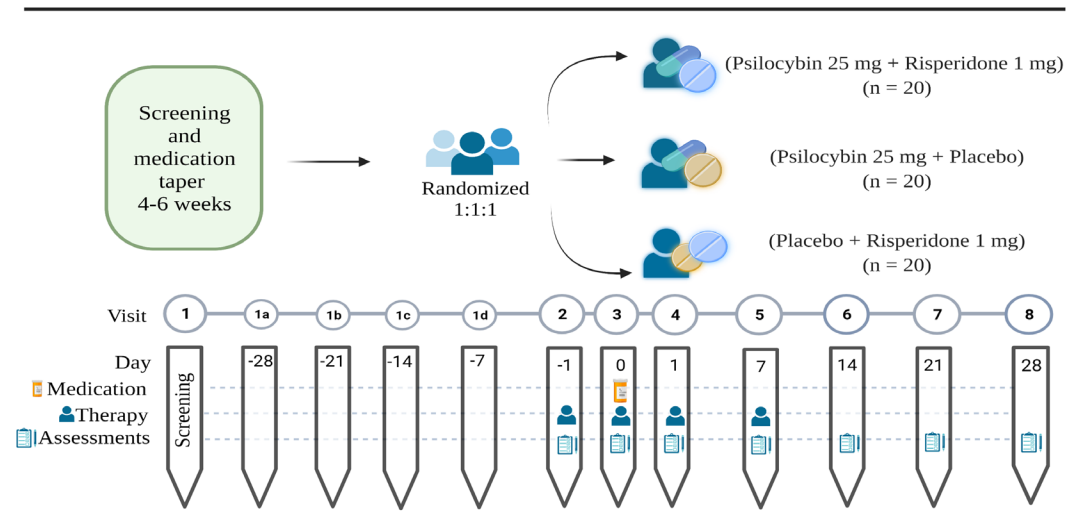 Screening
and
medication
taper
4-6 weeks
Randomized
1:1:1
(Psilocybin 25 mg + Risperidone 1 mg)
(n = 20)
(Psilocybin 25 mg + Placebo)
(n = 20)
(Placebo + Risperidone 1 mg)
(n = 20)
Visit 1 1a 1b 1c 1d 2 3 4 5 6 7 8
Day -28 -21 -14 -7 -1 0 1 7 14 21 28
Screening
Medication
Therapy
Assessments